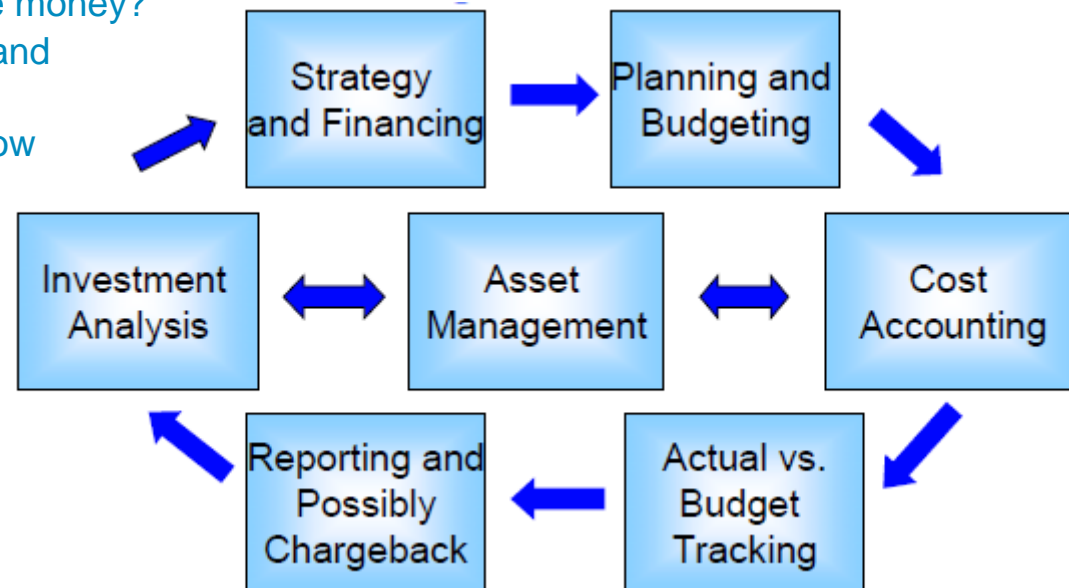 e money?
and
ow
Strategy
and Financing
Planning and
Budgeting
Investment
Analysis
Asset
Management
Cost
Accounting
Reporting and
Possibly
Chargeback
Actual vs.
Budget
Tracking